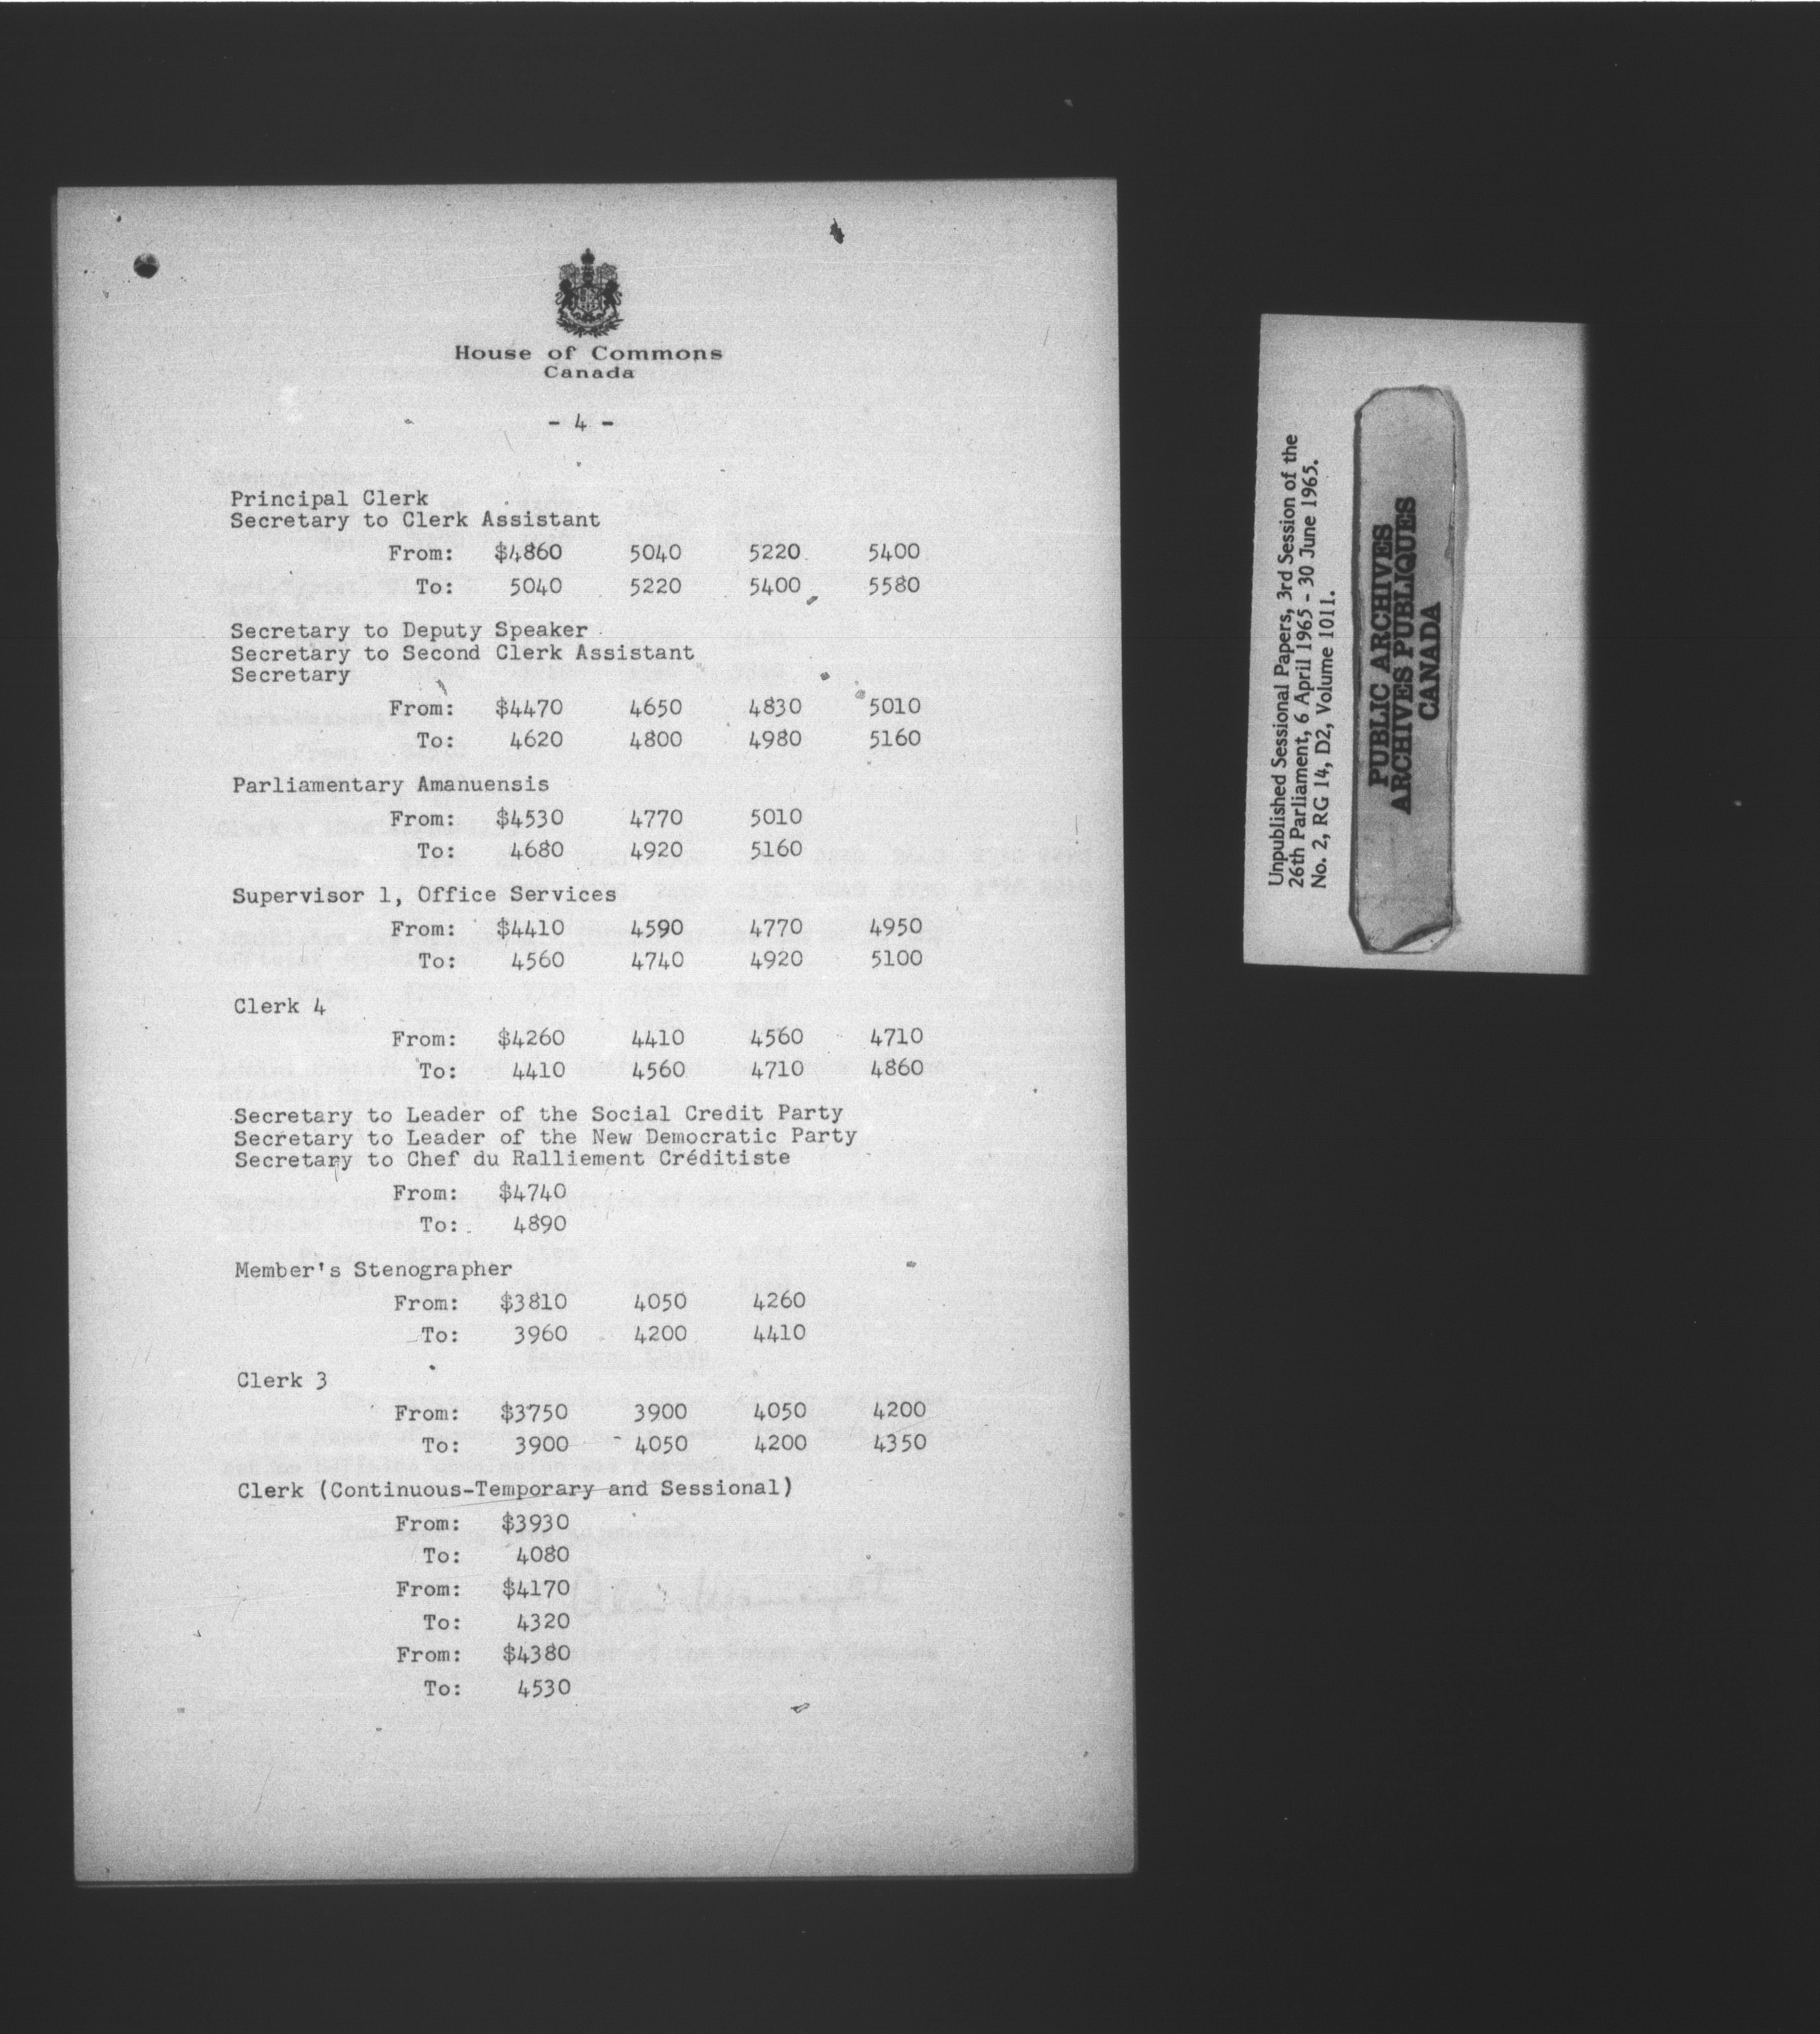 House of Commons
Canada
- 4 -
Principal Clerk
Secretary to Clerk Assistant
From: $4860 5040 5220 5400
To: 5040 5220 5400 5580
Secretary to Deputy Speaker
Secretary to Second Clerk Assistant
Secretary
From: $4470 4650 4830 5010
To: 4620 4800 4980 5160
Parliamentary Amanuensis
From: $4530 4770 5010
To: 4680 4920 5160
Supervisor 1, Office Services
From: $4410 4590 4770 4950
To: 4560 4740 4920 5100
Clerk 4
From: $4260 4410 4560 4710
To: 4410 4560 4710 4860
Secretary to Leader of the Social Credit Party
Secretary to Leader of the New Democratic Party
Secretary to Chef du Ralliement Créditiste
From: $4740
To: 4890
Member's Stenographer
From: $3810 4050 4260
To: 3960 4200 4410
Clerk 3
From: $3750 3900 4050 4200
To: 3900 4050 4200 4350
Clerk (Continuous-Temporary and Sessional)
From: $3930
To: 4080
From: $4170
To: 4320
From: $4380
To: 4530
Unpublished Sessional Papers, 3rd Session of the
26th Parliament, 6 April 1965 - 30 June 1965.
No. 2, RG 14, D2, Volume 1011.
PUBLIC ARCHIVES
ARCHIVES PUBLIQUES
CANADA